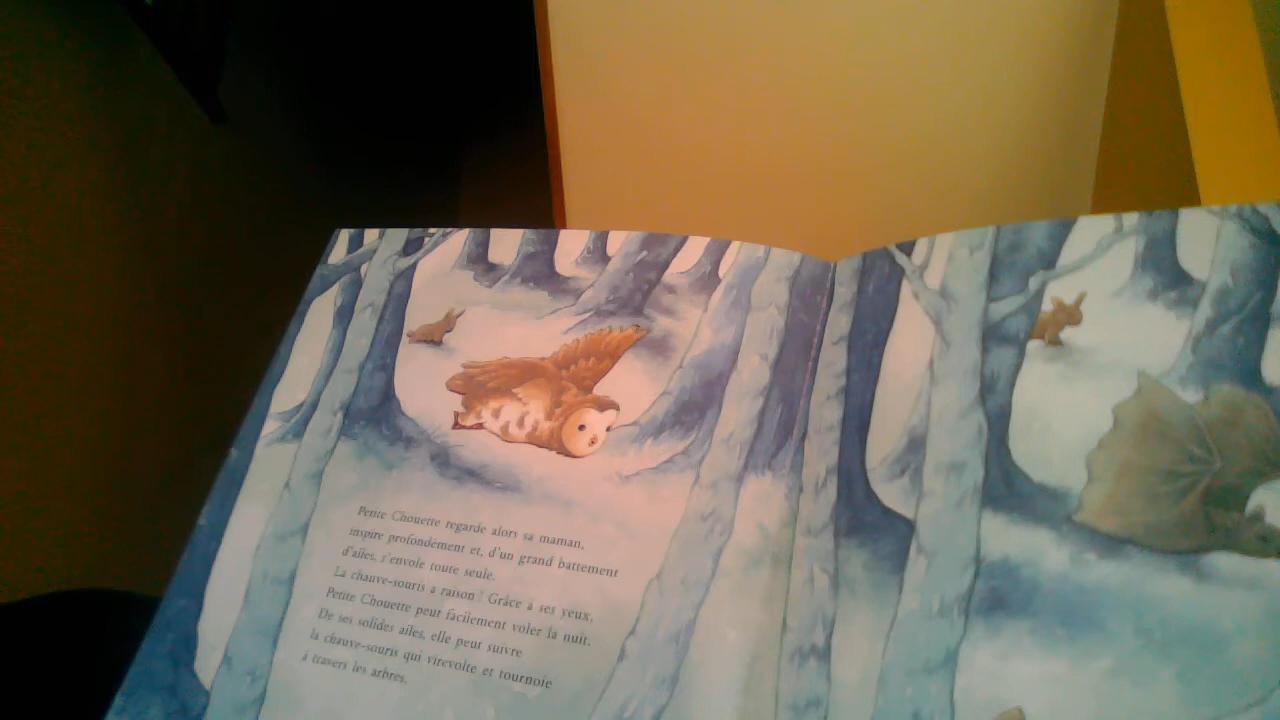 Petite Chouette regarde alors sa maman,
inspire profondément et, d'un grand battement
d'ailes, s'envole toute seule.
La chauve-souris a raison ! Grâce à ses yeux,
Petite Chouette peut facilement voler la nuit.
De ses solides ailes, elle peut suivre
la chauve-souris qui virevolte et tournoie
à travers les arbres.